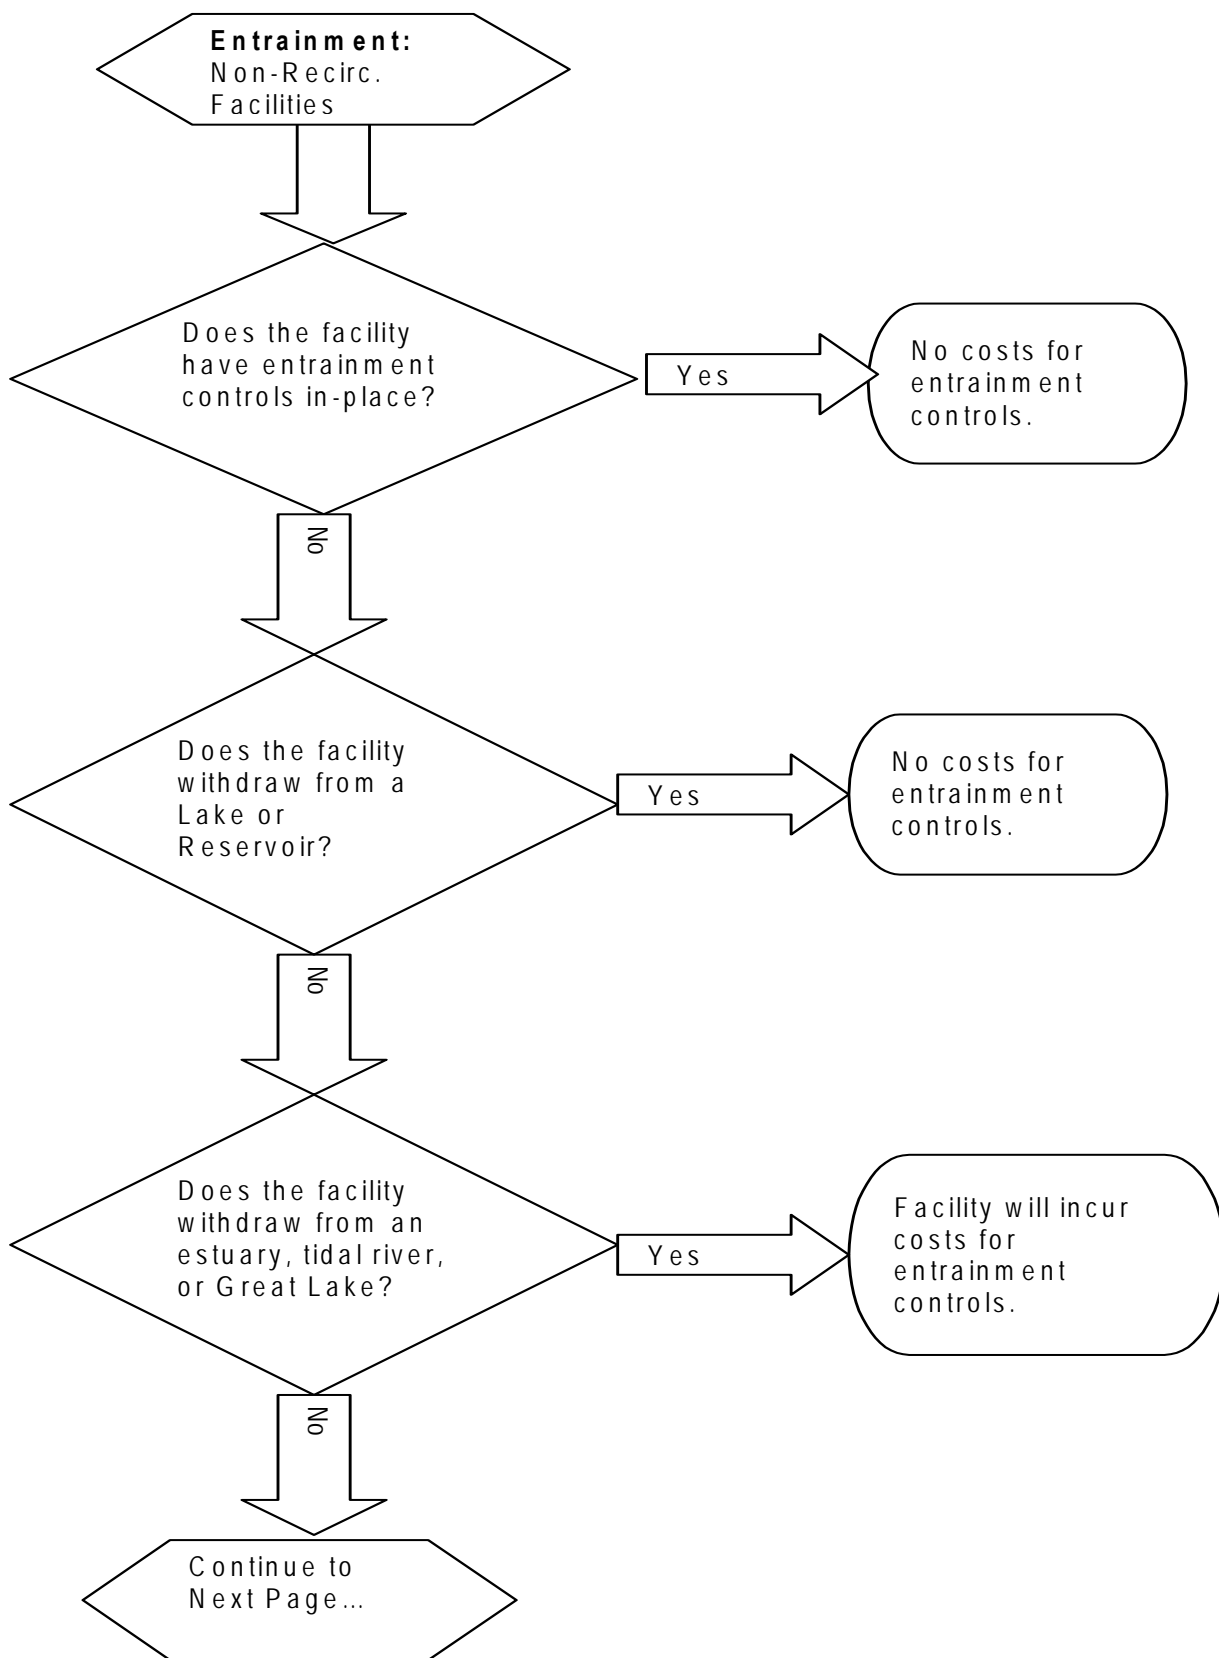 Entrainment:
Non-Recirc.
Facilities
Does the facility
have entrainment
controls in-place?
Yes
No costs for
entrainment
controls.
No
Does the facility
withdraw from a
Lake or
Reservoir?
Yes
No costs for
entrainment
controls.
No
Does the facility
withdraw from an
estuary, tidal river,
or Great Lake?
Yes
Facility will incur
costs for
entrainment
controls.
No
Continue to
Next Page...